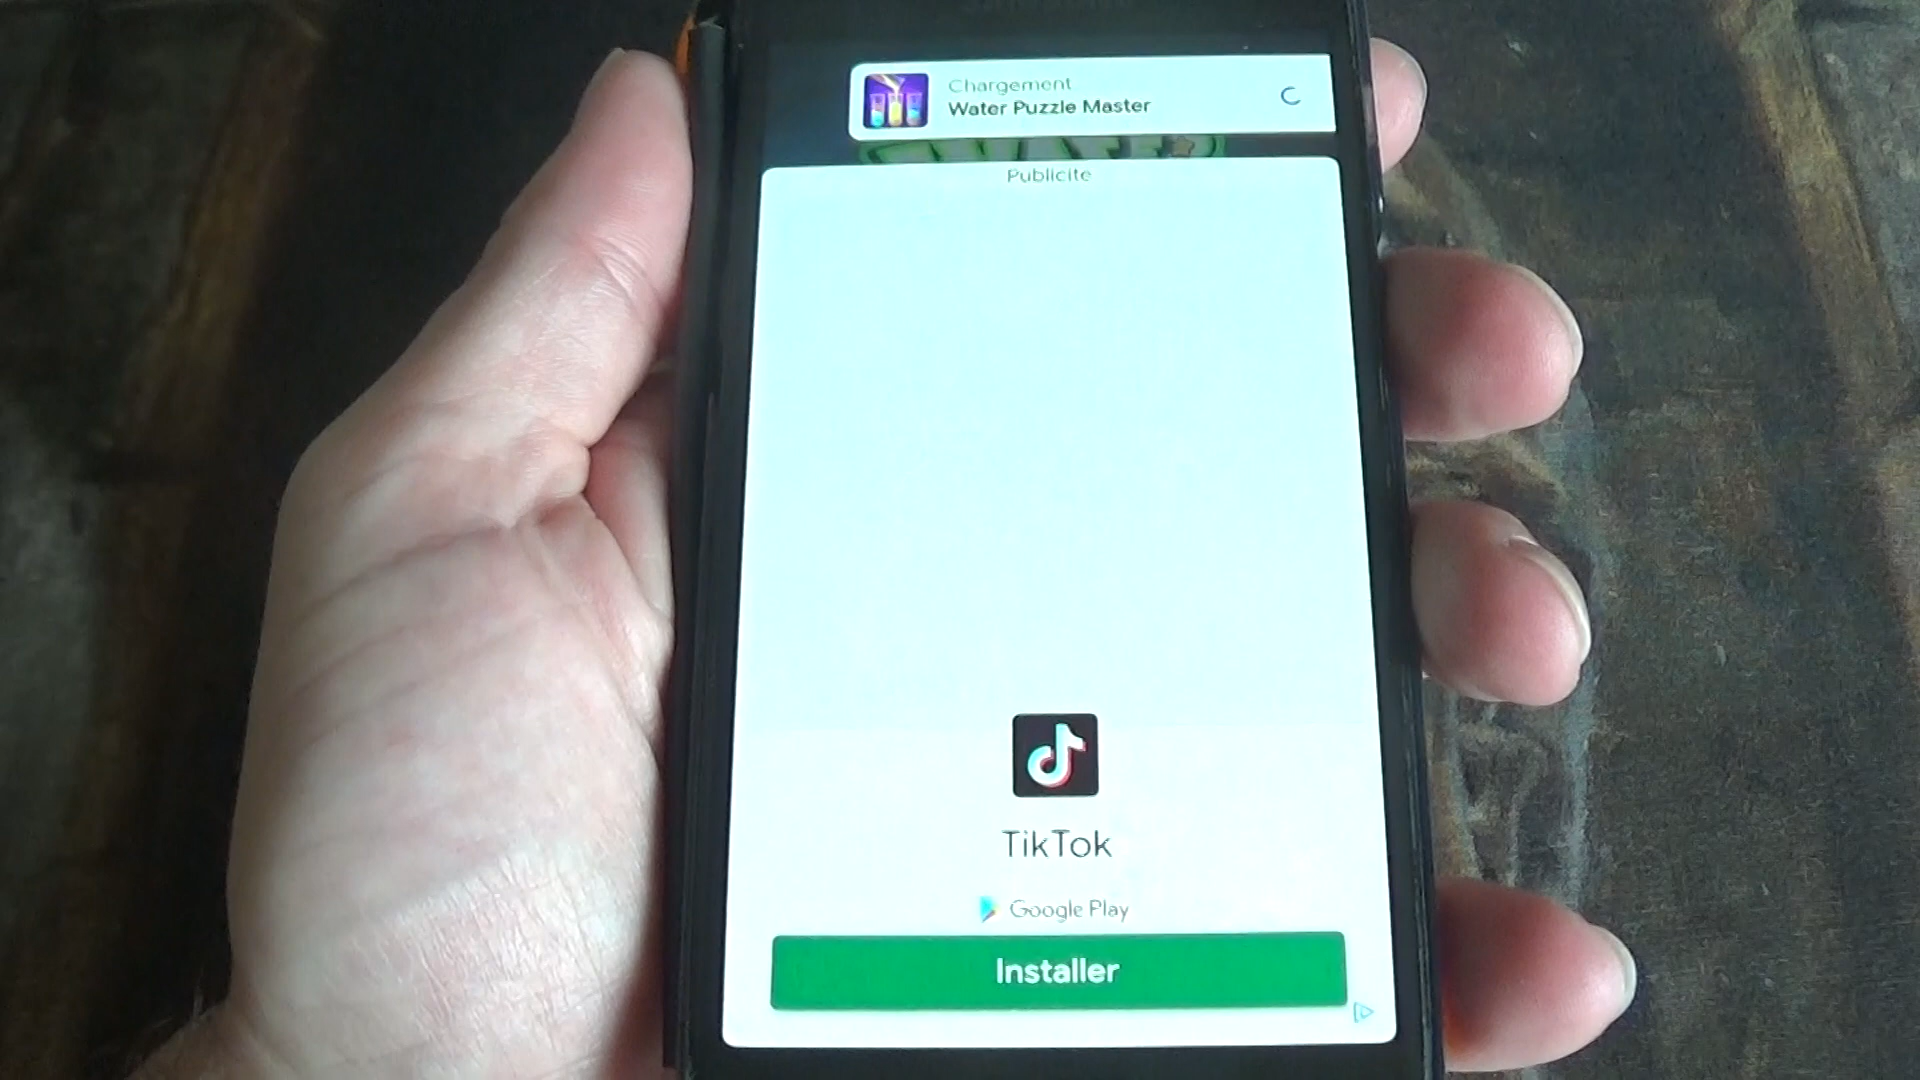 Chargement
Water Puzzle Master
Publicite
TikTok
Google Play
Installer